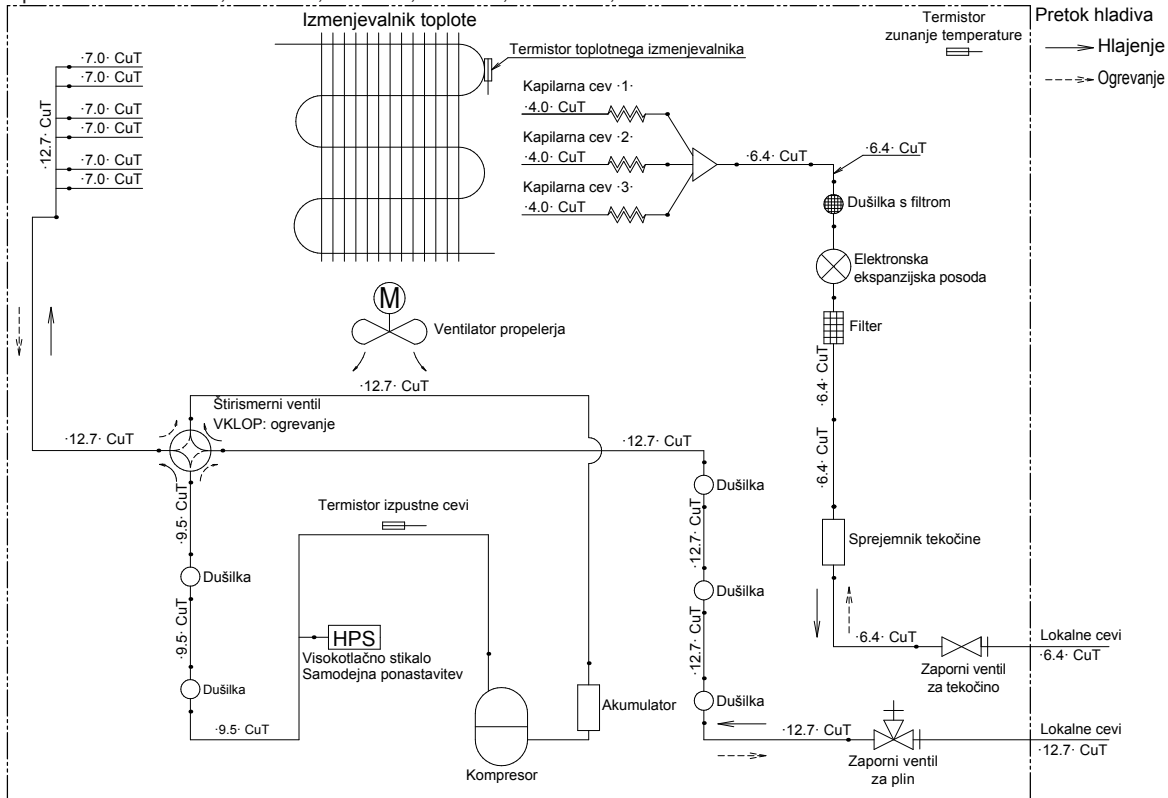 Izmenjevalnik toplote
Termistor
zunanje temperature
Pretok hladiva
Hlajenje
Ogrevanje
Termistor toplotnega izmenjevalnika
·7.0· CuT
·7.0· CuT
·7.0· CuT
·7.0· CuT
·7.0· CuT
·7.0· CuT
·12.7· CuT
Kapilarna cev ·1·
·4.0· CuT
Kapilarna cev ·2·
·4.0· CuT
Kapilarna cev ·3·
·4.0· CuT
·6.4· CuT
·6.4· CuT
Dušilka s filtrom
Elektronska
ekspanzijska posoda
Filter
·6.4· CuT
·6.4· CuT
M
Ventilator propelerja
·12.7· CuT
Štirismerni ventil
VKLOP: ogrevanje
·12.7· CuT
·12.7· CuT
·9.5· CuT
Dušilka
·9.5· CuT
Dušilka
·9.5· CuT
Termistor izpustne cevi
HPS
Visokotlačno stikalo
Samodejna ponastavitev
Kompresor
Akumulator
Dušilka
·12.7· CuT
Dušilka
·12.7· CuT
Dušilka
Sprejemnik tekočine
·6.4· CuT
Zaporni ventil
za tekočino
Lokalne cevi
·6.4· CuT
·12.7· CuT
Zaporni ventil
za plin
Lokalne cevi
·12.7· CuT